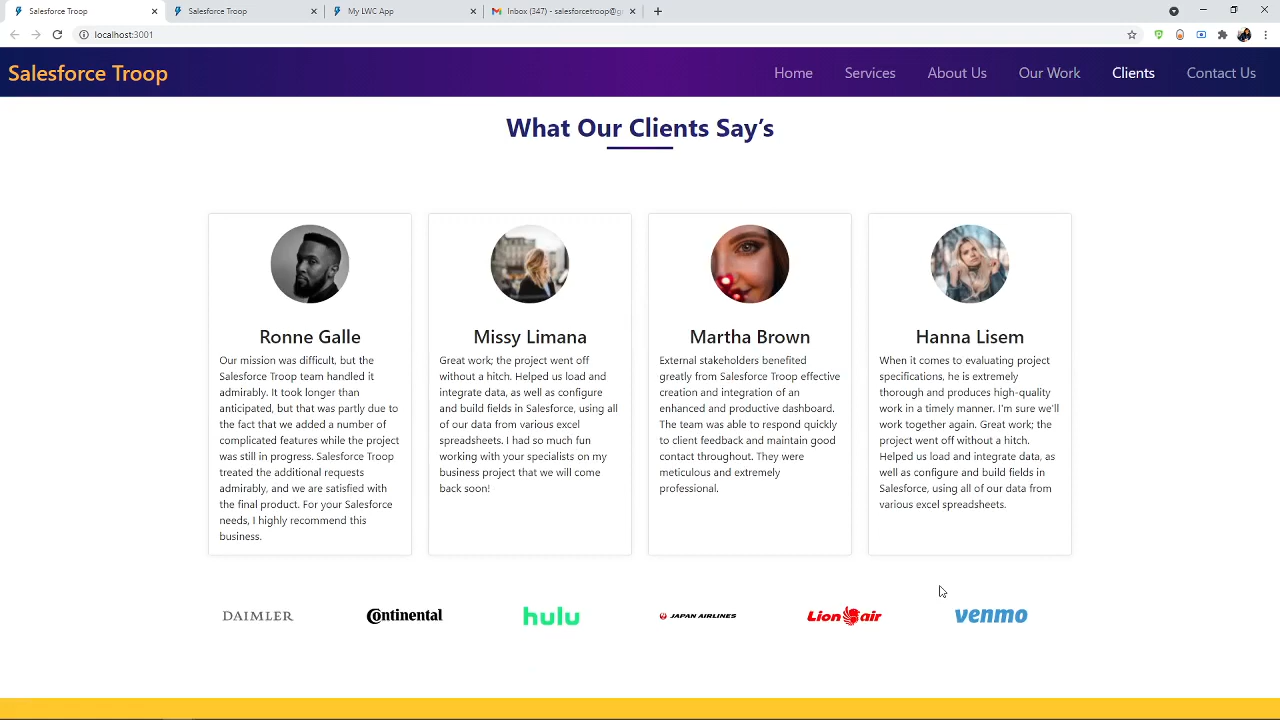 Salesforce Troop
Salesforce Troop
My LWC App
Inbox (347) - salesforcetroop@g
localhost:3001
Salesforce Troop
Home
Services
About Us
Our Work
Clients
Contact Us
What Our Clients Say’s
Ronne Galle
Our mission was difficult, but the
Salesforce Troop team handled it
admirably. It took longer than
anticipated, but that was partly due to
the fact that we added a number of
complicated features while the project
was still in progress. Salesforce Troop
treated the additional requests
admirably, and we are satisfied with
the final product. For your Salesforce
needs, I highly recommend this
business.
Missy Limana
Great work; the project went off
without a hitch. Helped us load and
integrate data, as well as configure
and build fields in Salesforce, using all
of our data from various excel
spreadsheets. I had so much fun
working with your specialists on my
business project that we will come
back soon!
Martha Brown
External stakeholders benefited
greatly from Salesforce Troop effective
creation and integration of an
enhanced and productive dashboard.
The team was able to respond quickly
to client feedback and maintain good
contact throughout. They were
meticulous and extremely
professional.
Hanna Lisem
When it comes to evaluating project
specifications, he is extremely
thorough and produces high-quality
work in a timely manner. I'm sure we'll
work together again. Great work; the
project went off without a hitch.
Helped us load and integrate data, as
well as configure and build fields in
Salesforce, using all of our data from
various excel spreadsheets.
DAIMLER
Continental
hulu
JAPAN AIRLINES
Lion air
venmo